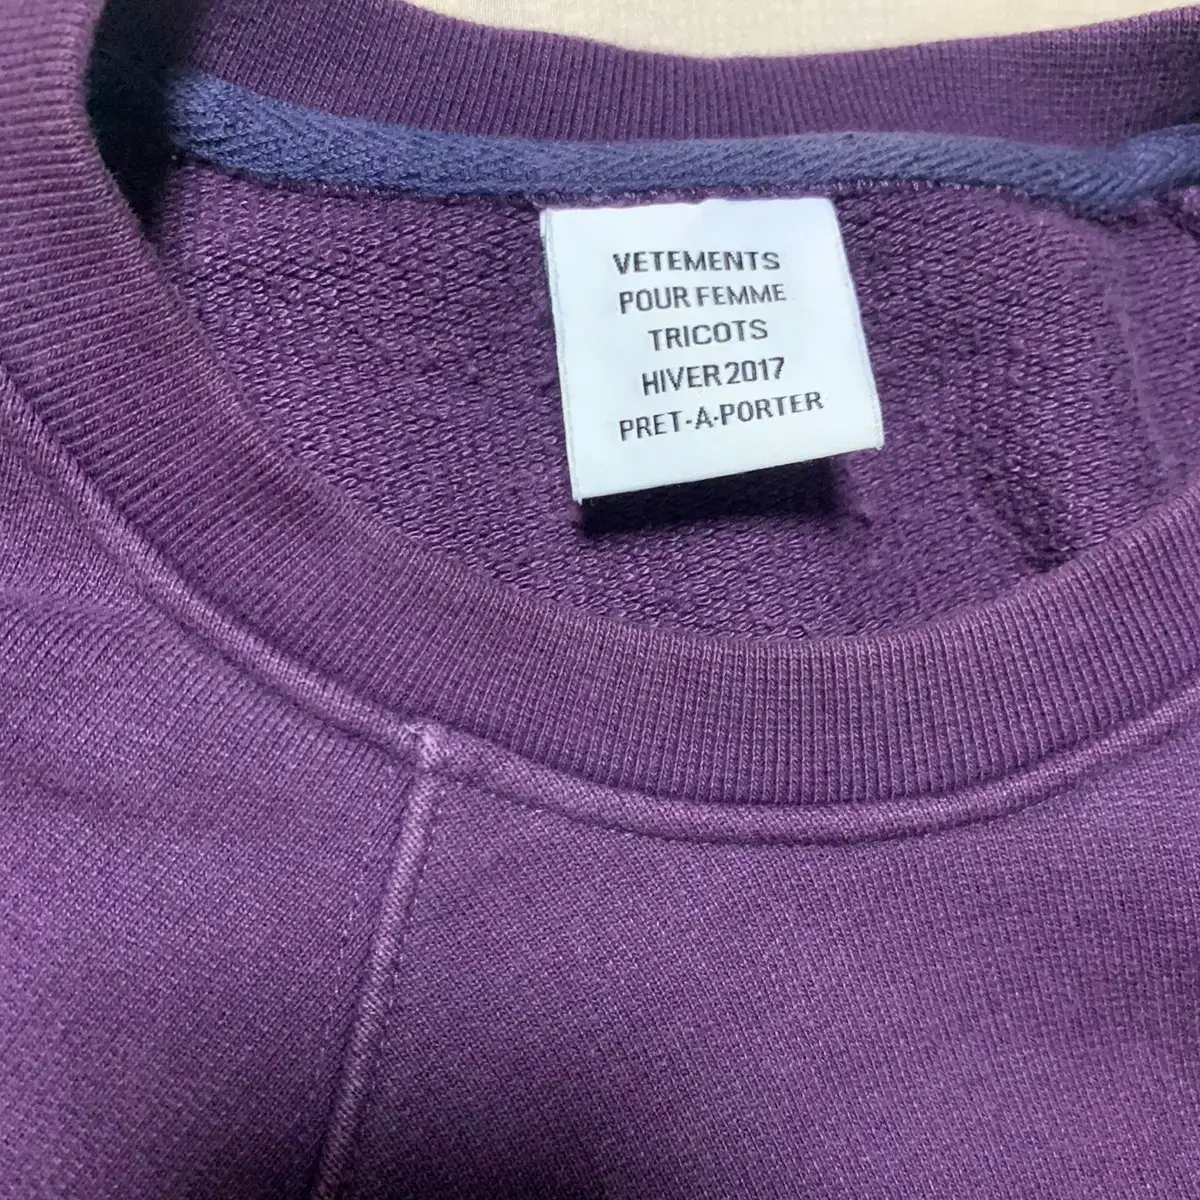 VETEMENTS
POUR FEMME
TRICOTS
HIVER 2017
PRET-A-PORTER